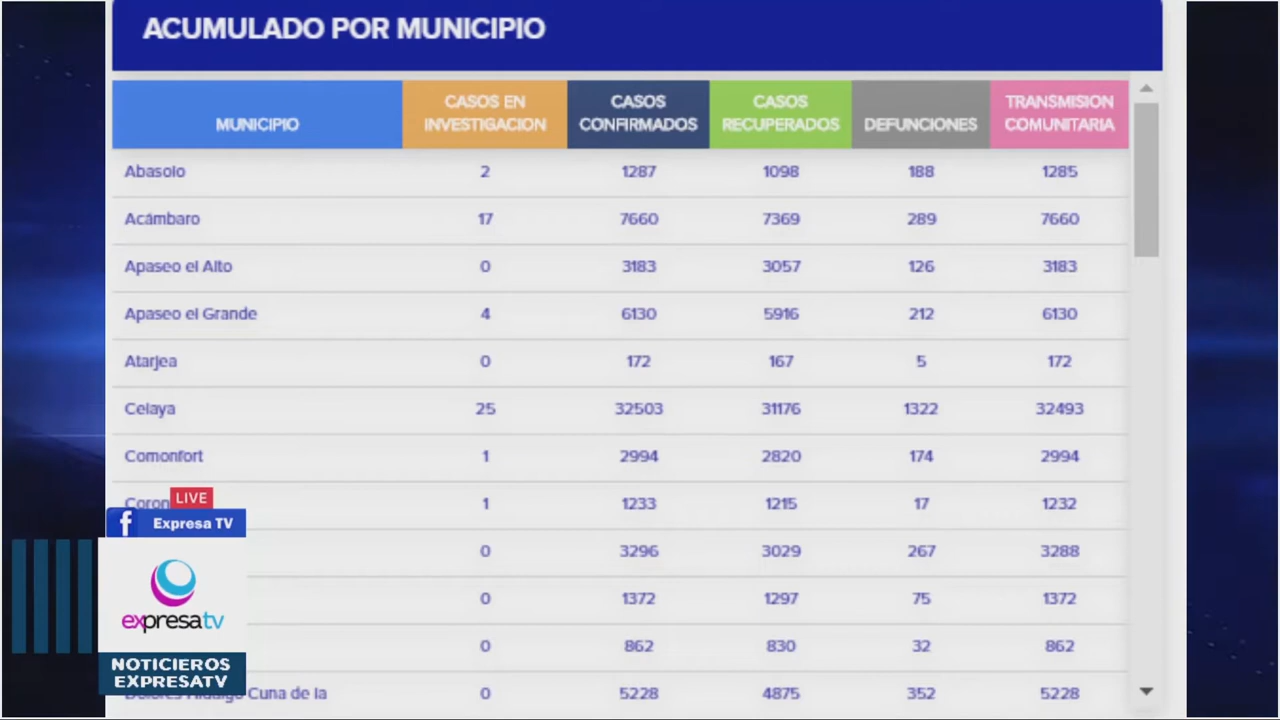 ACUMULADO POR MUNICIPIO
MUNICIPIO CASOS EN INVESTIGACION CASOS CONFIRMADOS CASOS RECUPERADOS DEFUNCIONES TRANSMISION COMUNITARIA
Abasolo 2 1287 1098 188 1285
Acámbaro 17 7660 7369 289 7660
Apaseo el Alto 0 3183 3057 126 3183
Apaseo el Grande 4 6130 5916 212 6130
Atarjea 0 172 167 5 172
Celaya 25 32503 31176 1322 32493
Comonfort 1 2994 2820 174 2994
1 1233 1215 17 1232
0 3296 3029 267 3288
0 1372 1297 75 1372
0 862 830 32 862
Dolores Hidalgo Cuna de la 0 5228 4875 352 5228
LIVE
f Expresa TV
expresatv
NOTICIEROS
EXPRESATV